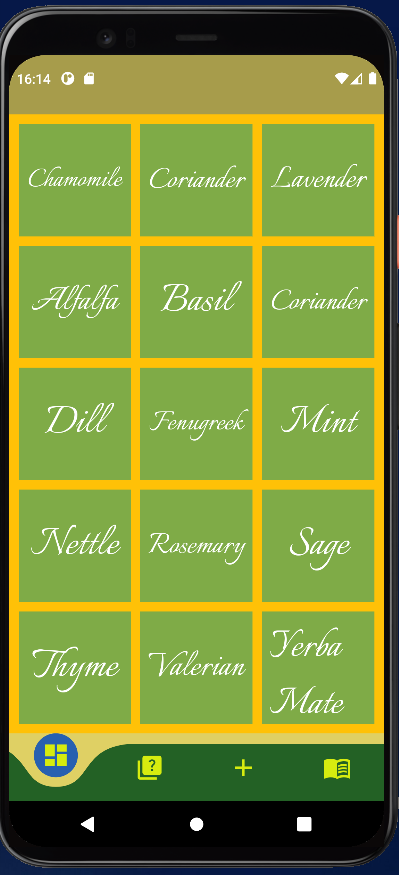 16:14
Chamomile Coriander Lavender
Alfalfa Basil Coriander
Dill Fenugreek Mint
Nettle Rosemary Sage
Thyme Valerian Yerba
Mate
?